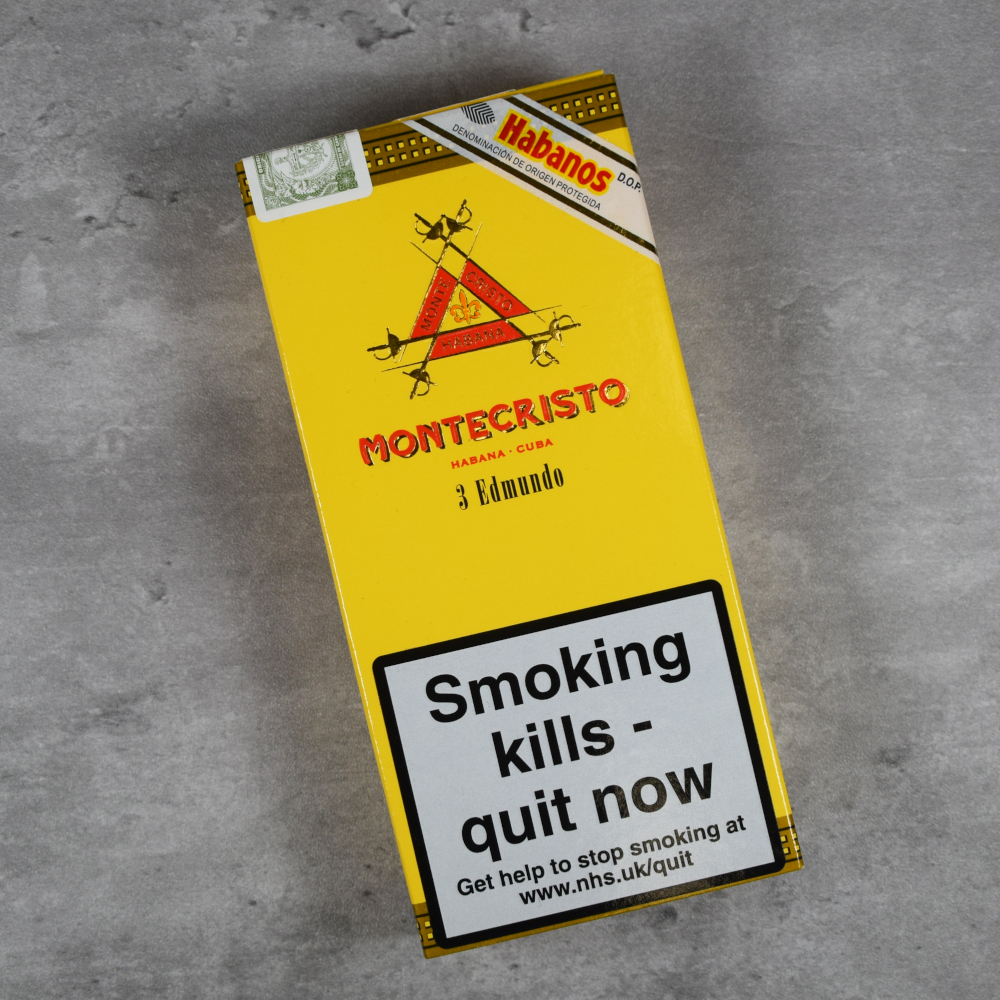 Habanos
D.O.P.
DENOMINACIÓN DE ORIGEN PROTEGIDA
MONTE
CRISTO
HABANA
MONTECRISTO
HABANA · CUBA
3 Edmundo
Smoking
kills -
quit now
Get help to stop smoking at
www.nhs.uk/quit